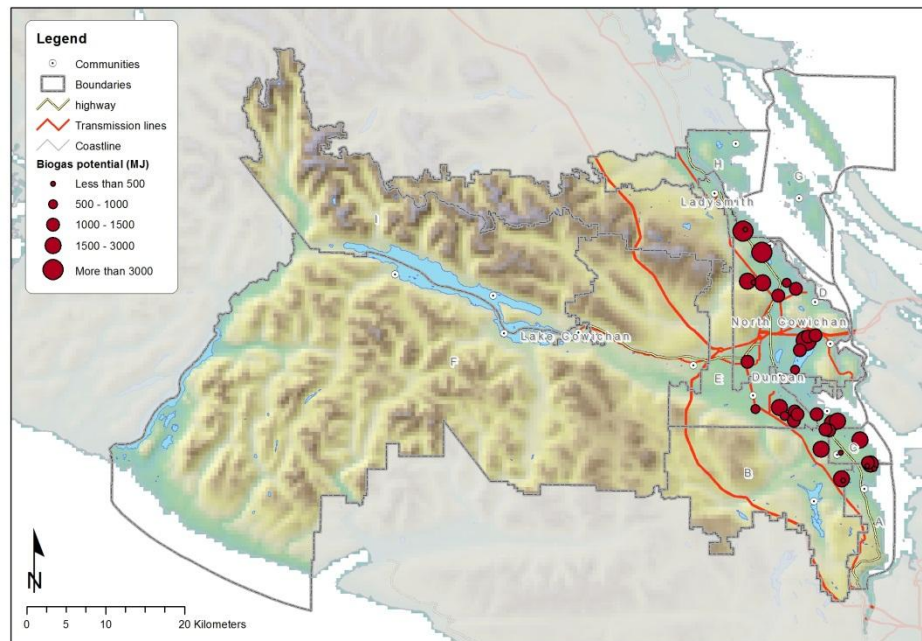 Legend
Communities
Boundaries
highway
Transmission lines
Coastline
Biogas potential (MJ)
Less than 500
500 - 1000
1000 - 1500
1500 - 3000
More than 3000
H
G
Ladysmith
I
D
North Cowichan
Lake Cowichan
F
E
Duncan
B
A
N
0 5 10 20 Kilometers